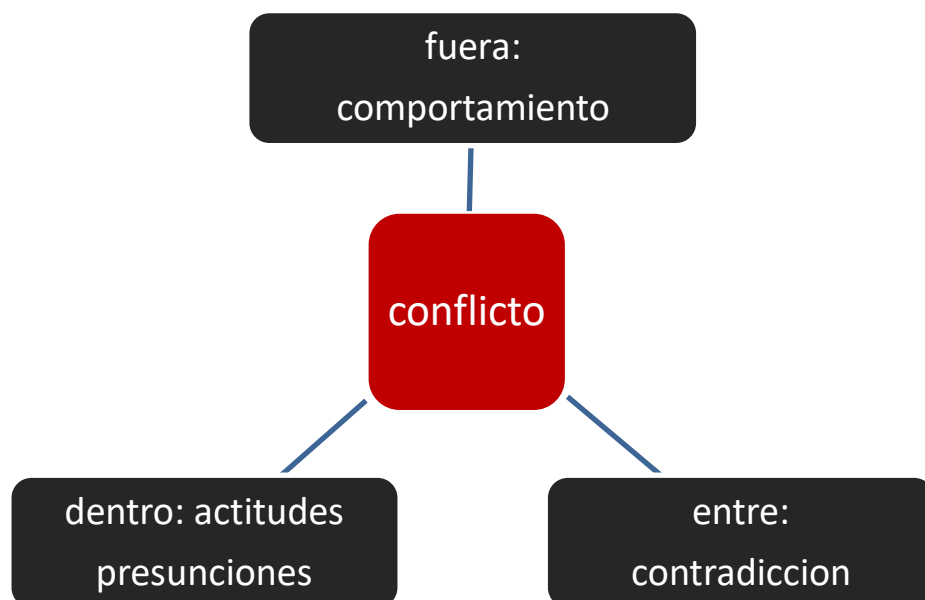 fuera:
comportamiento
conflicto
dentro: actitudes
presunciones
entre:
contradiccion